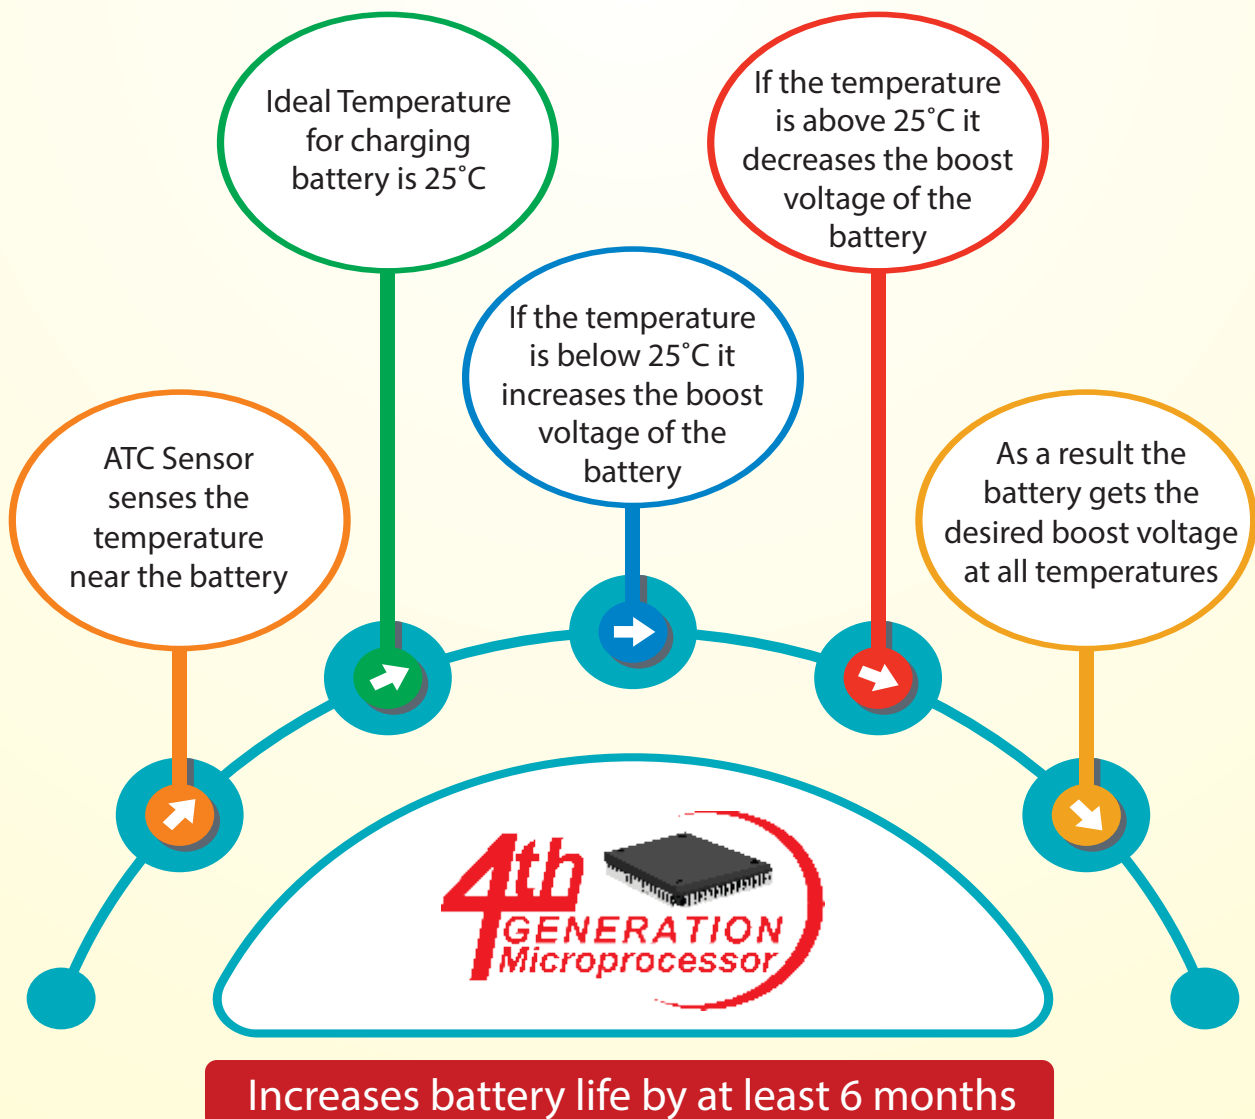 ATC Sensor
senses the
temperature
near the battery
Ideal Temperature
for charging
battery is 25˚C
If the temperature
is below 25˚C it
increases the boost
voltage of the
battery
If the temperature
is above 25˚C it
decreases the boost
voltage of the
battery
As a result the
battery gets the
desired boost voltage
at all temperatures
4th
GENERATION
Microprocessor
Increases battery life by at least 6 months